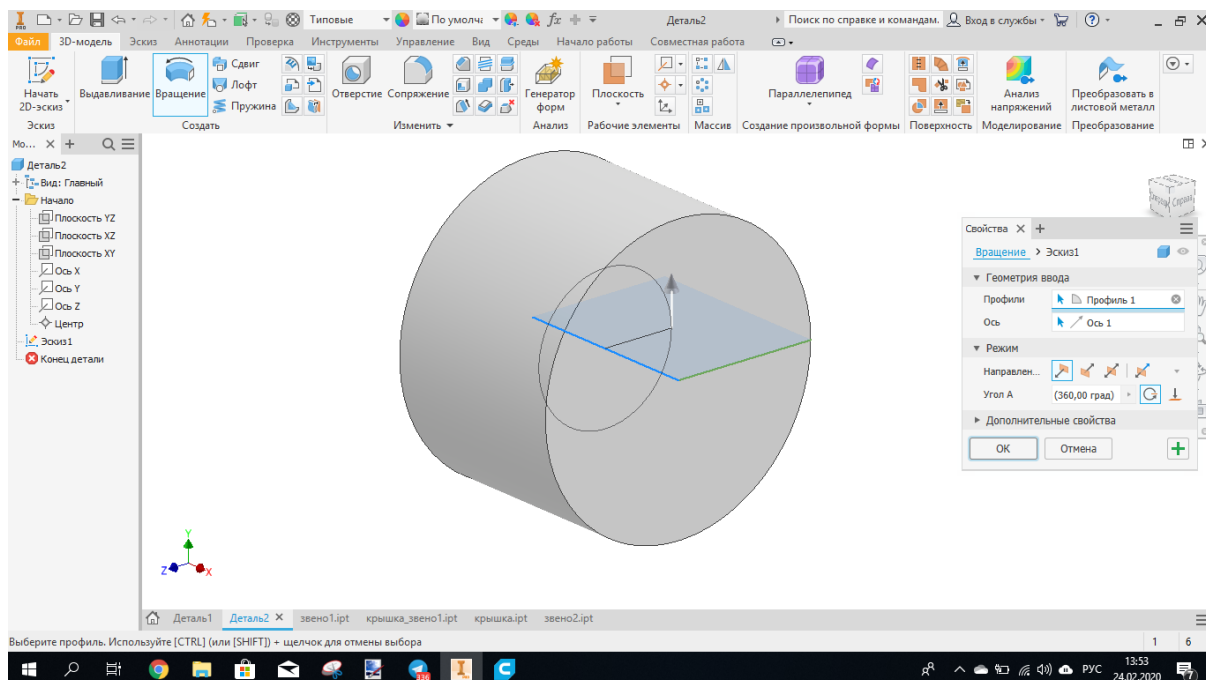 Типовые
По умолч
fx
Деталь2
Поиск по справке и командам.
Вход в службы
Файл 3D-модель Эскиз Аннотации Проверка Инструменты Управление Вид Среды Начало работы Совместная работа
Начать
2D-эскиз
Выдавливание
Вращение
Сдвиг
Лофт
Пружина
Отверстие
Сопряжение
Генератор
форм
Плоскость
Параллелепипед
Анализ
напряжений
Преобразовать в
листовой металл
Эскиз Создать Изменить Анализ Рабочие элементы Массив Создание произвольной формы Поверхность Моделирование Преобразование
Мо... X +
Деталь2
Вид: Главный
Начало
Плоскость YZ
Плоскость XZ
Плоскость XY
Ось X
Ось Y
Ось Z
Центр
Эскиз1
Конец детали
Справа
Свойства X +
Вращение > Эскиз1
Геометрия ввода
Профили Профиль 1
Ось Ось 1
Режим
Направлен...
Угол A (360,00 град)
Дополнительные свойства
ОК Отмена
Y
Z X
Деталь1 Деталь2 X звено1.ipt крышка_звено1.ipt крышка.ipt звено2.ipt
Выберите профиль. Используйте [CTRL] (или [SHIFT]) + щелчок для отмены выбора
1 6
РУС
13:53
24.02.2020